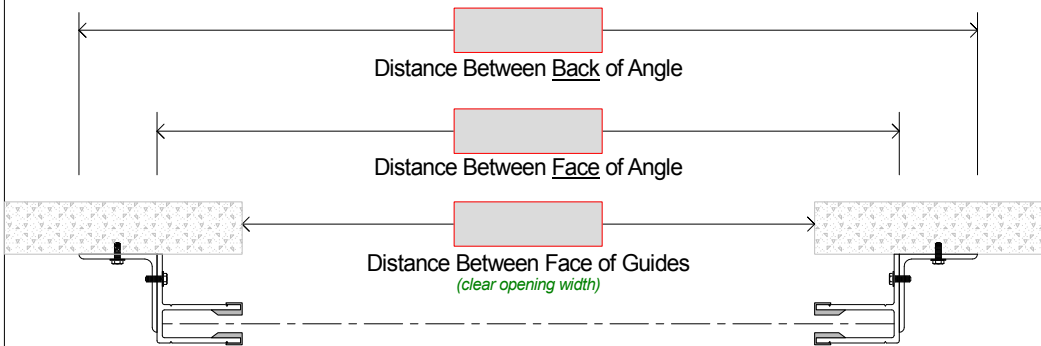 Distance Between Back of Angle
Distance Between Face of Angle
Distance Between Face of Guides
(clear opening width)